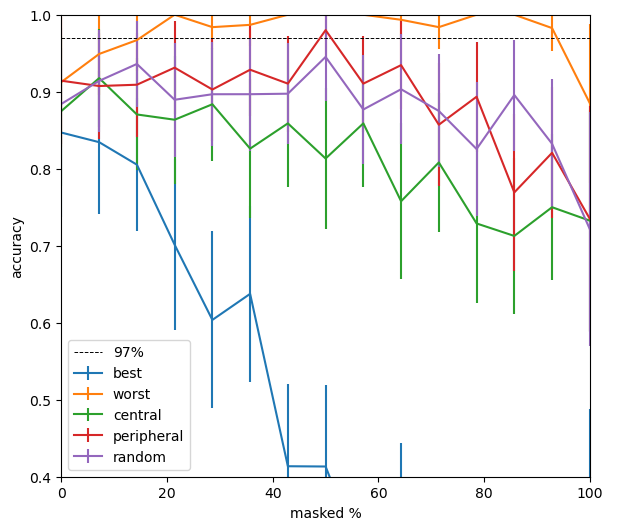 1.0
0.9
0.8
0.7
0.6
0.5
0.4
accuracy
97%
best
worst
central
peripheral
random
0 20 40 60 80 100
masked %